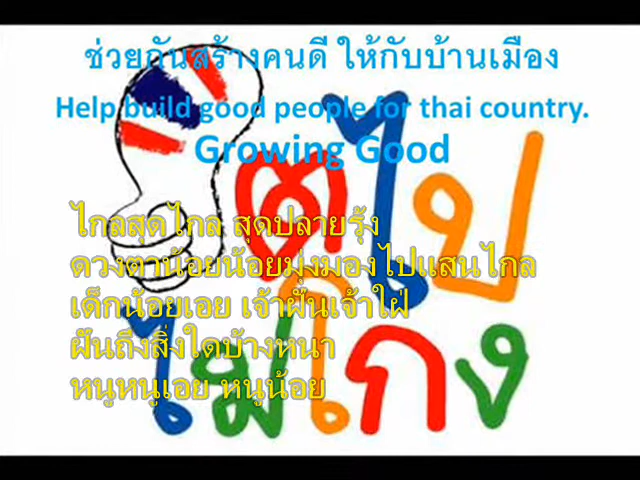 ช่วยกันสร้างคนดี ให้กับบ้านเมือง
Help build good people for thai country.
Growing Good
ไกลสุดไกล สุดปลายรุ้ง
ดวงตาน้อยน้อยมุ่งมองไปแสนไกล
เด็กน้อยเอย เจ้าฝันเจ้าใฝ่
ฝันถึงสิ่งใดบ้างหนา
หนูหนูเอย หนูน้อย
โตไป
ไม่โกง